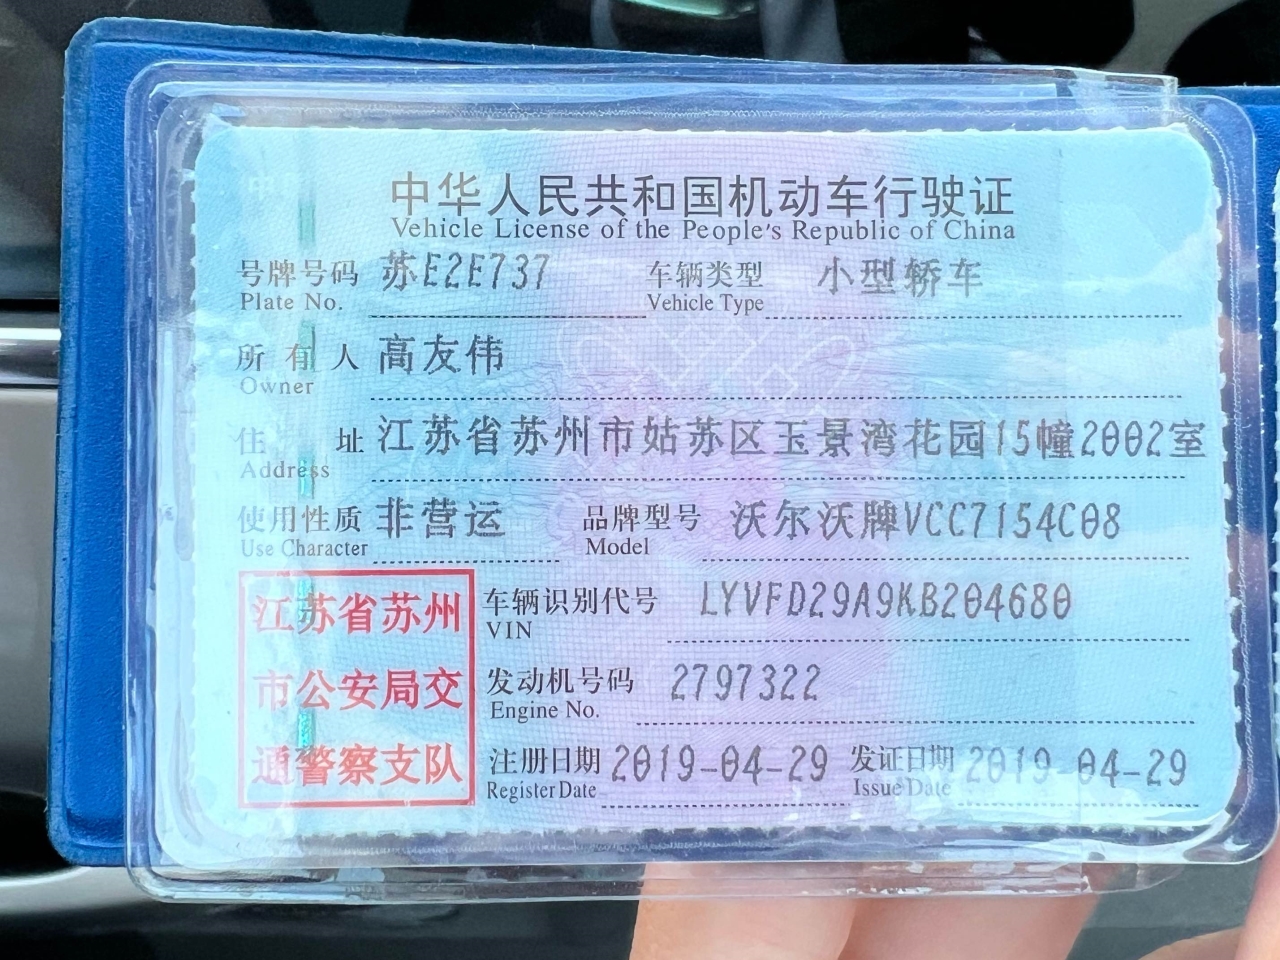 中华人民共和国机动车行驶证
Vehicle License of the People's Republic of China
号牌号码 苏E2E737 车辆类型 小型轿车
Plate No. Vehicle Type
所有人 高友伟
Owner
住址 江苏省苏州市姑苏区玉景湾花园15幢2002室
Address
使用性质 非营运 品牌型号 沃尔沃牌VCC7154C08
Use Character Model
江苏省苏州
市公安局交
通警察支队
车辆识别代号 LYVFD29A9KB204680
VIN
发动机号码 2797322
Engine No.
注册日期 2019-04-29 发证日期 2019-04-29
Register Date Issue Date